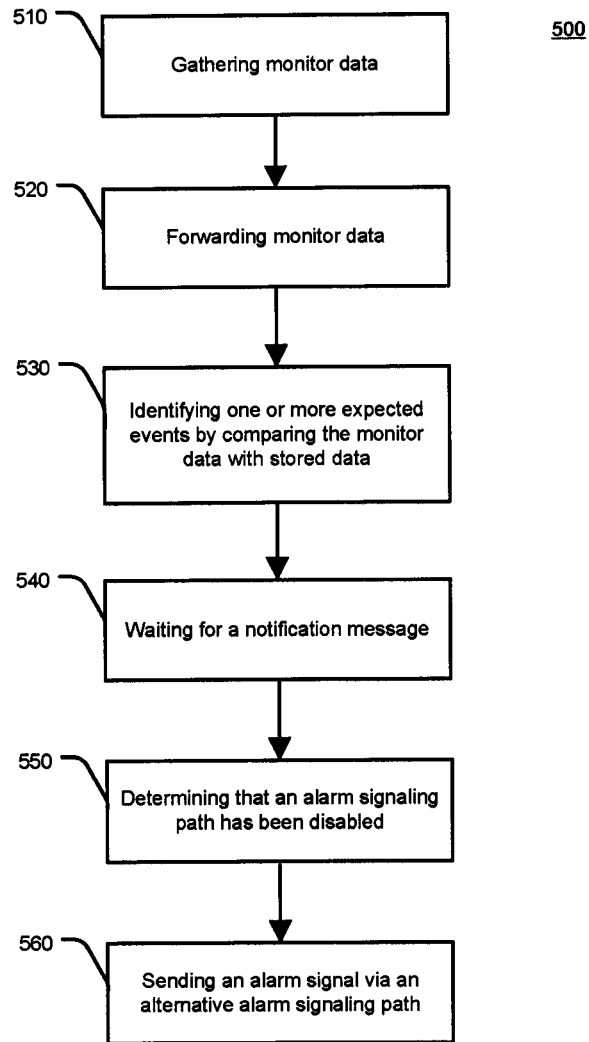 500
510
Gathering monitor data
520
Forwarding monitor data
530
Identifying one or more expected
events by comparing the monitor
data with stored data
540
Waiting for a notification message
550
Determining that an alarm signaling
path has been disabled
560
Sending an alarm signal via an
alternative alarm signaling path